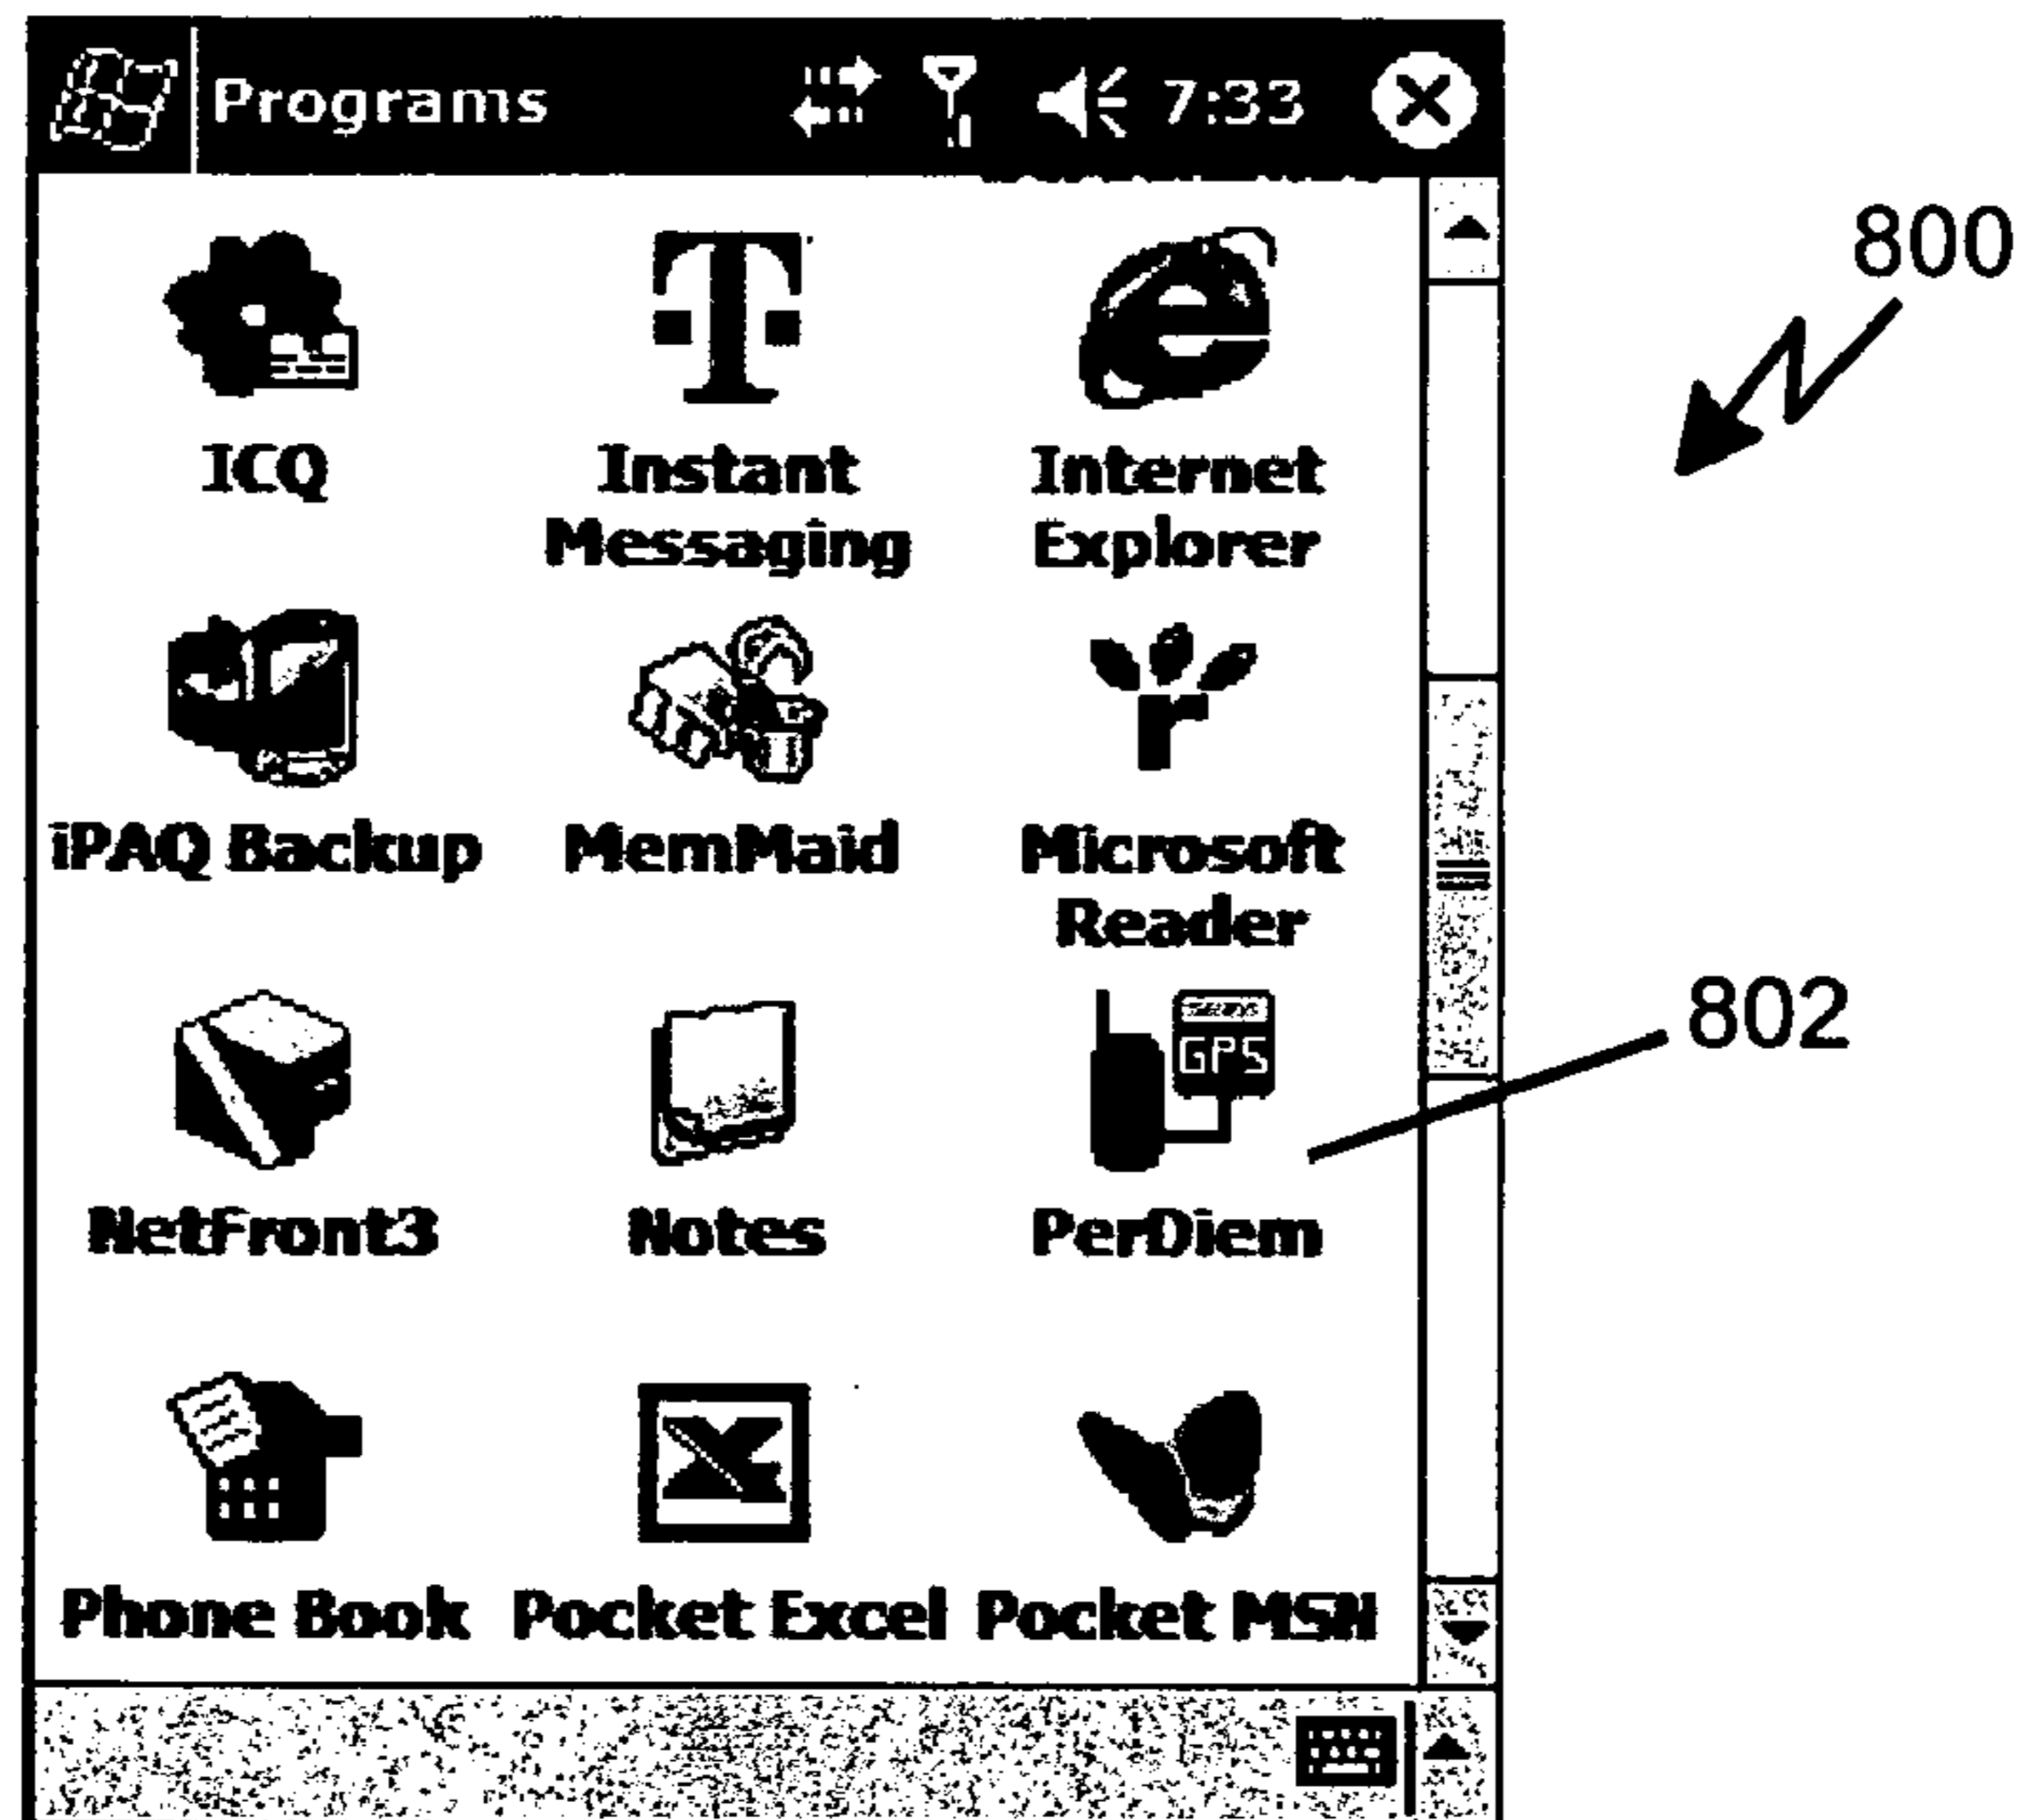 Programs 7:33
800
ICQ Instant Messaging Internet Explorer
iPAQ Backup MemMaid Microsoft Reader
GPS
802
NetFront3 Notes PerDiem
Phone Book Pocket Excel Pocket MSN